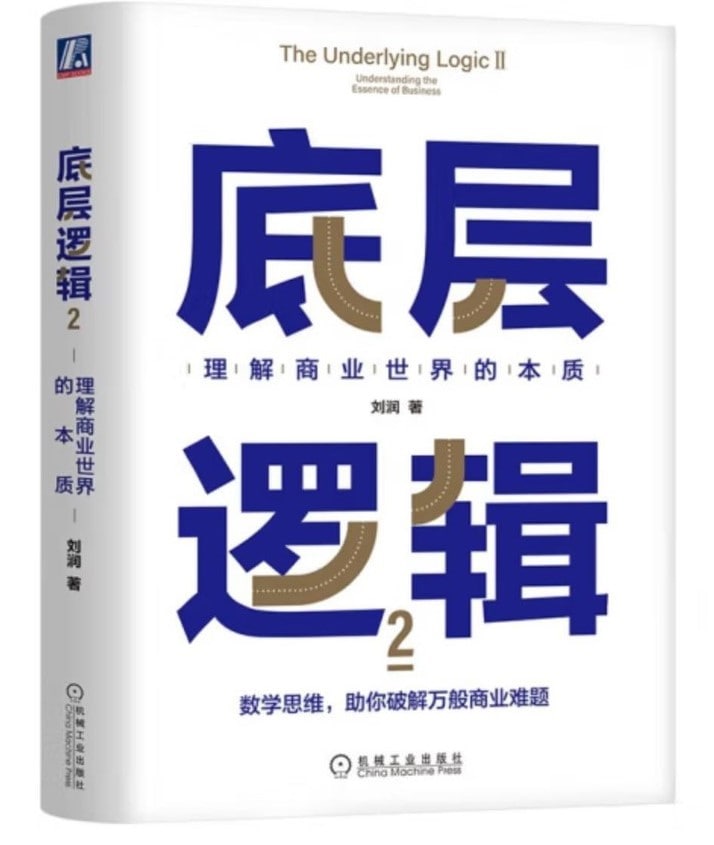 The Underlying Logic II
Understanding the
Essence of Business
底层
理解商业世界的本质
刘润 著
逻辑
2
数学思维，助你破解万般商业难题
机械工业出版社
China Machine Press
底层逻辑
2
理解商业世界
的本质
刘润 著
机械工业出版社
China Machine Press